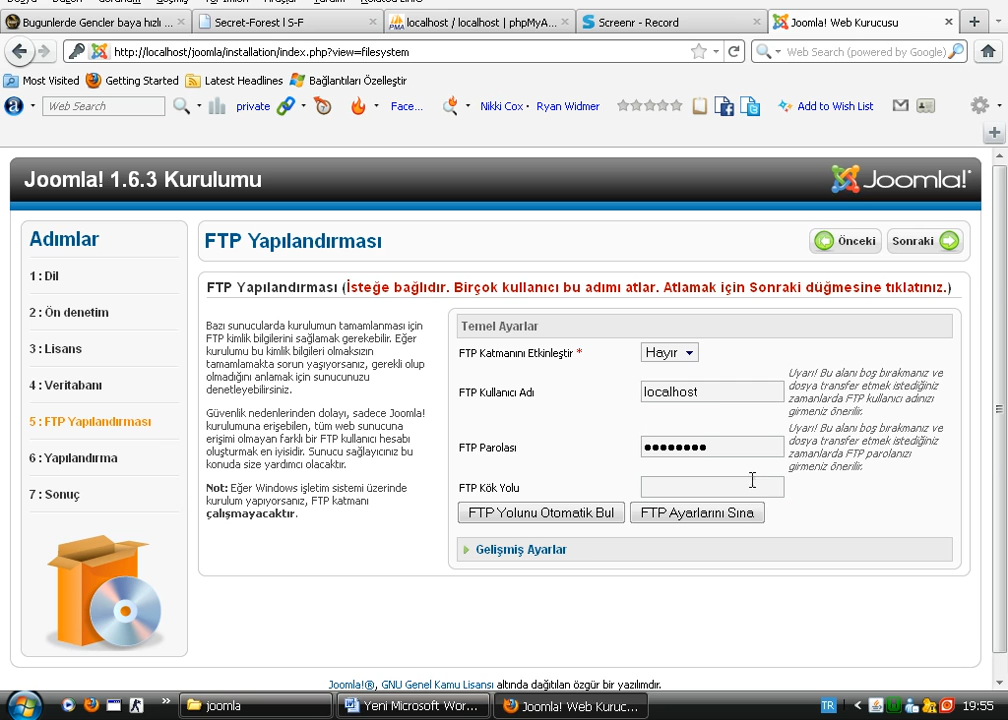 Bugunlerde Gencler baya hızlı
Secret-Forest | S-F
localhost / localhost | phpMyA...
Screenr - Record
Joomla! Web Kurucusu
http://localhost/joomla/installation/index.php?view=filesystem
Web Search (powered by Google)
Most Visited
Getting Started
Latest Headlines
Bağlantıları Özelleştir
Web Search
private
Face...
Nikki Cox · Ryan Widmer
Add to Wish List
Joomla! 1.6.3 Kurulumu
Joomla!
Adımlar
1 : Dil
2 : Ön denetim
3 : Lisans
4 : Veritabanı
5 : FTP Yapılandırması
6 : Yapılandırma
7 : Sonuç
FTP Yapılandırması
Önceki
Sonraki
FTP Yapılandırması (İsteğe bağlıdır. Birçok kullanıcı bu adımı atlar. Atlamak için Sonraki düğmesine tıklatınız.)
Bazı sunucularda kurulumun tamamlanması için
FTP kimlik bilgilerini sağlamak gerekebilir. Eğer
kurulumu bu kimlik bilgileri olmaksızın
tamamlamakta sorun yaşıyorsanız, gerekli olup
olmadığını anlamak için sunucunuzu
denetleyebilirsiniz.
Güvenlik nedenlerinden dolayı, sadece Joomla!
kurulumuna erişebilen, tüm web sunucuna
erişimi olmayan farklı bir FTP kullanıcı hesabı
oluşturmak en iyisidir. Sunucu sağlayıcınız bu
konuda size yardımcı olacaktır.
Not: Eğer Windows işletim sistemi üzerinde
kurulum yapıyorsanız, FTP katmanı
çalışmayacaktır.
Temel Ayarlar
FTP Katmanını Etkinleştir *
Hayır
FTP Kullanıcı Adı
localhost
Uyarı! Bu alanı boş bırakmanız ve
dosya transfer etmek istediğiniz
zamanlarda FTP kullanıcı adınızı
girmeniz önerilir.
FTP Parolası
●●●●●●●●
Uyarı! Bu alanı boş bırakmanız ve
dosya transfer etmek istediğiniz
zamanlarda FTP parolanızı
girmeniz önerilir.
FTP Kök Yolu
FTP Yolunu Otomatik Bul
FTP Ayarlarını Sına
Gelişmiş Ayarlar
Joomla!®, GNU Genel Kamu Lisansı altında dağıtılan özgür bir yazılımdır.
joomla
Yeni Microsoft Wor...
Joomla! Web Kuruc...
TR
19:55